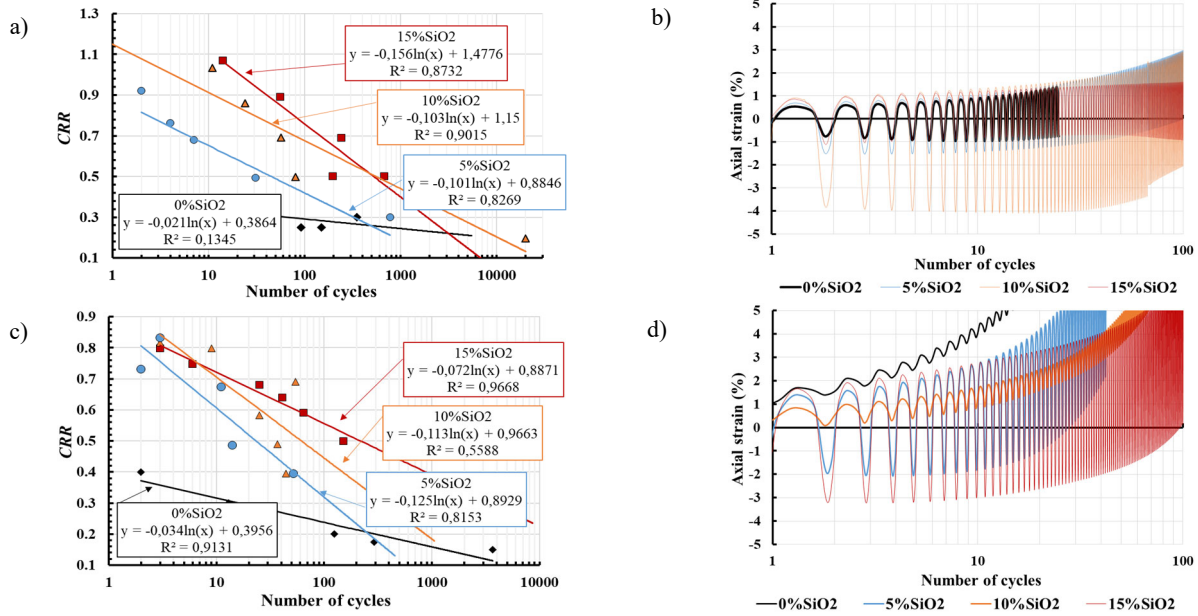 a)
CRR
1.3
1.1
0.9
0.7
0.5
0.3
0.1
1
10
100
1000
10000
Number of cycles
15%SiO2
y = -0,156ln(x) + 1,4776
R² = 0,8732
10%SiO2
y = -0,103ln(x) + 1,15
R² = 0,9015
5%SiO2
y = -0,101ln(x) + 0,8846
R² = 0,8269
0%SiO2
y = -0,021ln(x) + 0,3864
R² = 0,1345
b)
Axial strain (%)
5
4
3
2
1
0
-1
-2
-3
-4
-5
1
10
100
Number of cycles
0%SiO2 5%SiO2 10%SiO2 15%SiO2
c)
CRR
0.9
0.8
0.7
0.6
0.5
0.4
0.3
0.2
0.1
1
10
100
1000
10000
Number of cycles
15%SiO2
y = -0,072ln(x) + 0,8871
R² = 0,9668
10%SiO2
y = -0,113ln(x) + 0,9663
R² = 0,5588
5%SiO2
y = -0,125ln(x) + 0,8929
R² = 0,8153
0%SiO2
y = -0,034ln(x) + 0,3956
R² = 0,9131
d)
Axial strain (%)
5
4
3
2
1
0
-1
-2
-3
-4
-5
1
10
100
Number of cycles
0%SiO2 5%SiO2 10%SiO2 15%SiO2